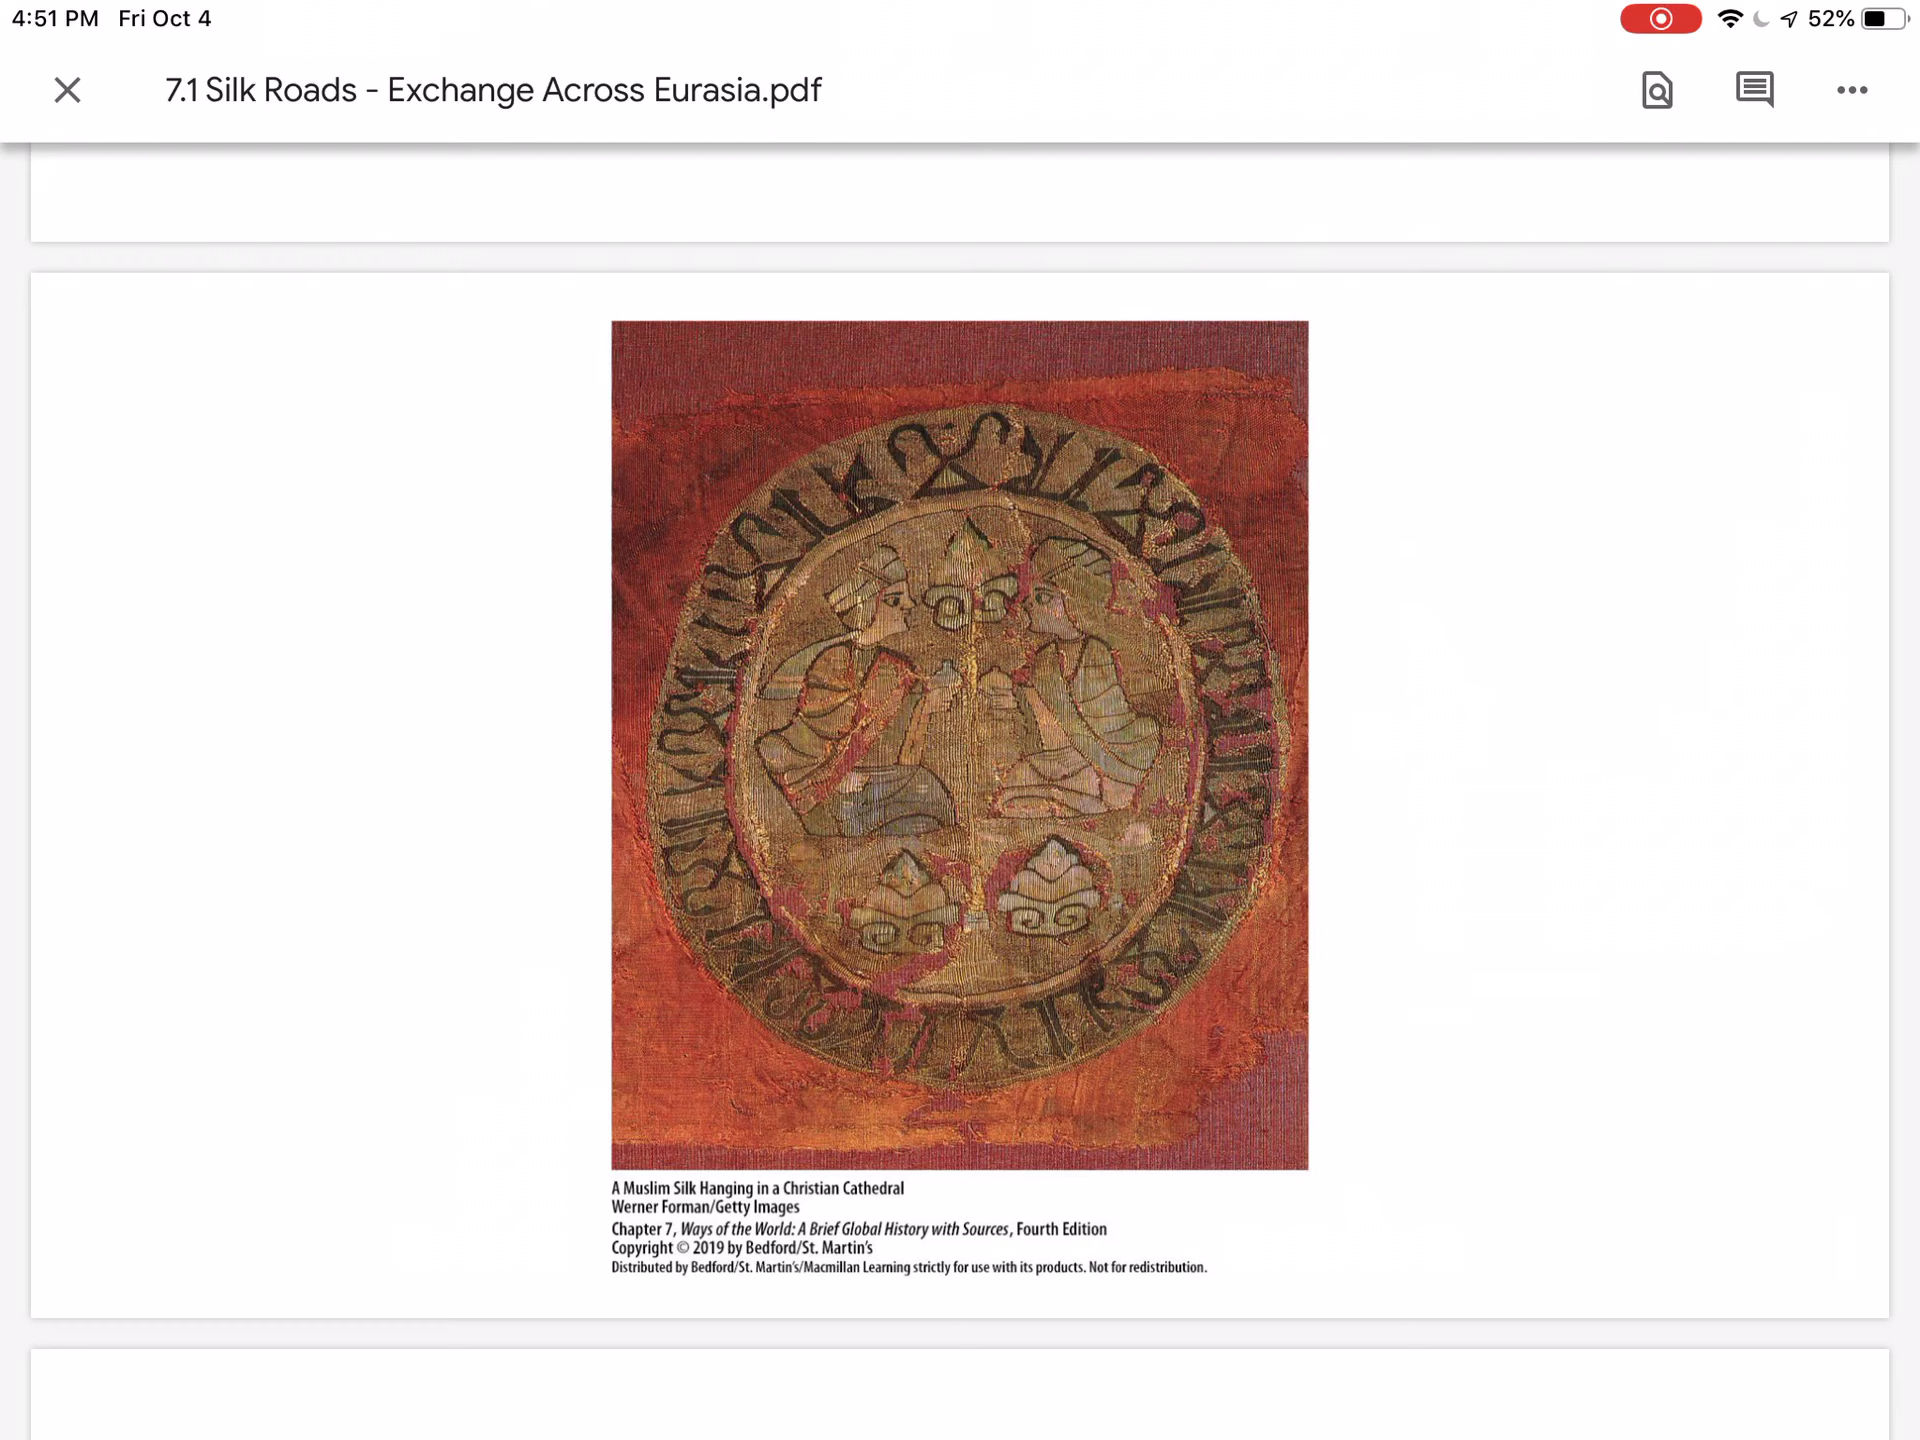 4:51 PM Fri Oct 4
52%
7.1 Silk Roads - Exchange Across Eurasia.pdf
A Muslim Silk Hanging in a Christian Cathedral
Werner Forman/Getty Images
Chapter 7, Ways of the World: A Brief Global History with Sources, Fourth Edition
Copyright © 2019 by Bedford/St. Martin's
Distributed by Bedford/St. Martin's/Macmillan Learning strictly for use with its products. Not for redistribution.